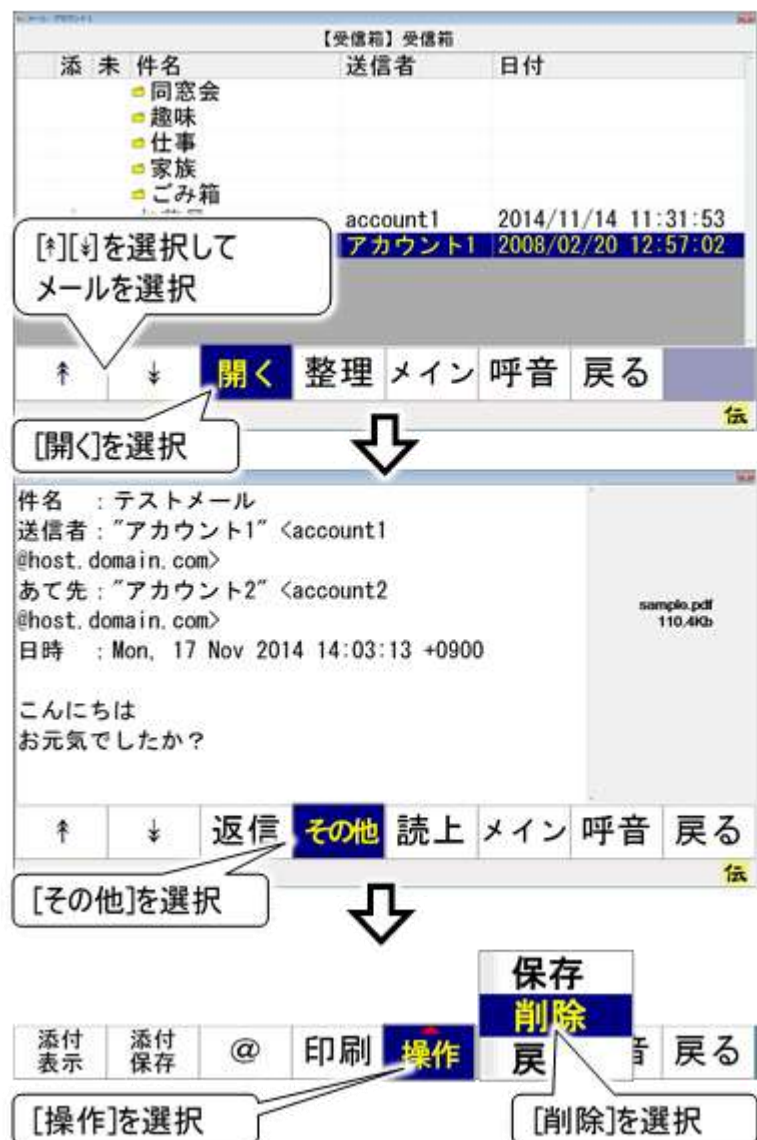 【受信箱】受信箱
添 未 件名 送信者 日付
同窓会
趣味
仕事
家族
ごみ箱
account1 2014/11/14 11:31:53
アカウント1 2008/02/20 12:57:02
[↟][↡]を選択して
メールを選択
↟ ↡ 開く 整理 メイン 呼音 戻る
伝
[開く]を選択
件名 :テストメール
送信者:"アカウント1" <account1
@host.domain.com>
あて先:"アカウント2" <account2
@host.domain.com>
日時 :Mon, 17 Nov 2014 14:03:13 +0900
sample.pdf
110.4Kb
こんにちは
お元気でしたか?
↟ ↡ 返信 その他 読上 メイン 呼音 戻る
伝
[その他]を選択
保存
削除
戻
添付表示 添付保存 @ 印刷 操作 音 戻る
[操作]を選択
[削除]を選択